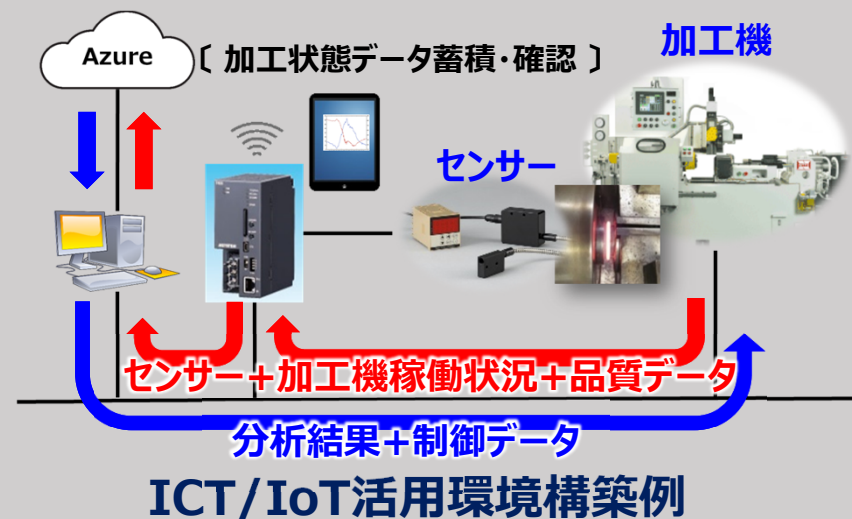 Azure
〔 加工状態データ蓄積・確認 〕
加工機
センサー
センサー+加工機稼働状況+品質データ
分析結果+制御データ
ICT/IoT活用環境構築例